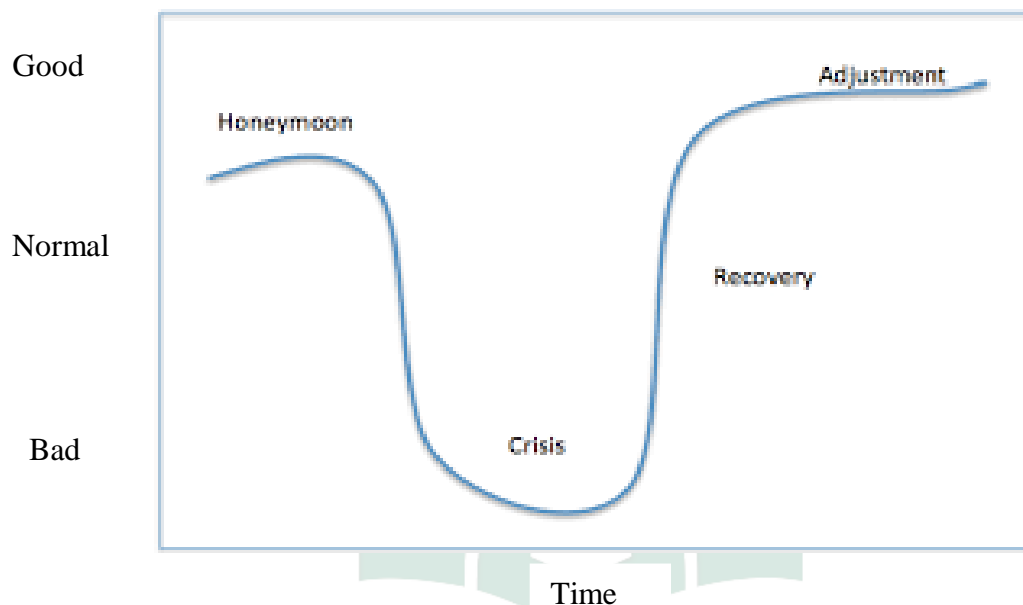 Good
Adjustment
Honeymoon
Normal
Recovery
Crisis
Bad
Time